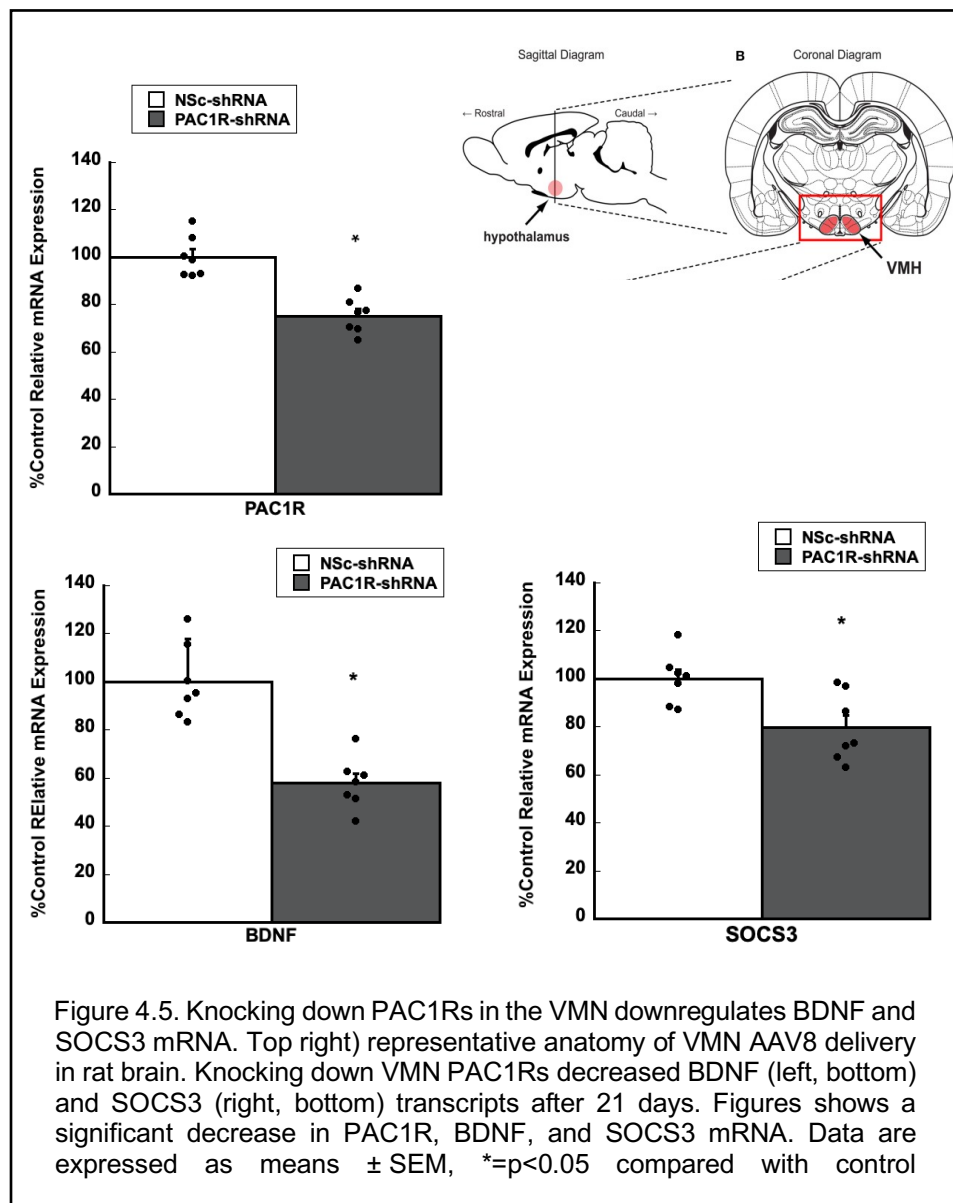 Sagittal Diagram
B
Coronal Diagram
← Rostral
Caudal →
hypothalamus
VMH
NSc-shRNA
PAC1R-shRNA
%Control Relative mRNA Expression
140
120
100
80
60
40
20
0
*
PAC1R
NSc-shRNA
PAC1R-shRNA
%Control RElative mRNA Expression
140
120
100
80
60
40
20
0
*
BDNF
NSc-shRNA
PAC1R-shRNA
%Control Relative mRNA Expression
140
120
100
80
60
40
20
0
*
SOCS3
Figure 4.5. Knocking down PAC1Rs in the VMN downregulates BDNF and
SOCS3 mRNA. Top right) representative anatomy of VMN AAV8 delivery
in rat brain. Knocking down VMN PAC1Rs decreased BDNF (left, bottom)
and SOCS3 (right, bottom) transcripts after 21 days. Figures shows a
significant decrease in PAC1R, BDNF, and SOCS3 mRNA. Data are
expressed as means ± SEM, *=p<0.05 compared with control